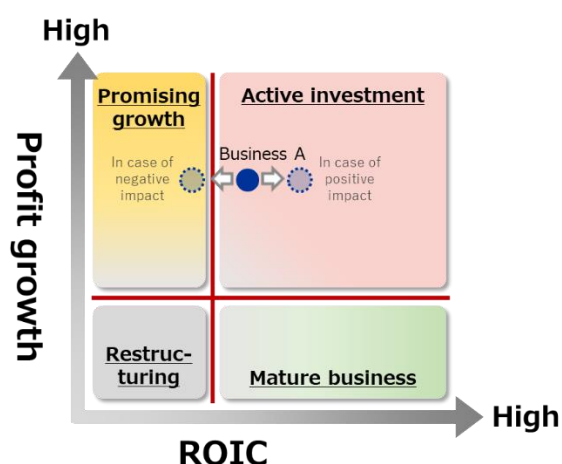 High
Profit growth
Promising
growth
Active investment
In case of
negative
impact
Business A
In case of
positive
impact
Restruc-
turing
Mature business
High
ROIC